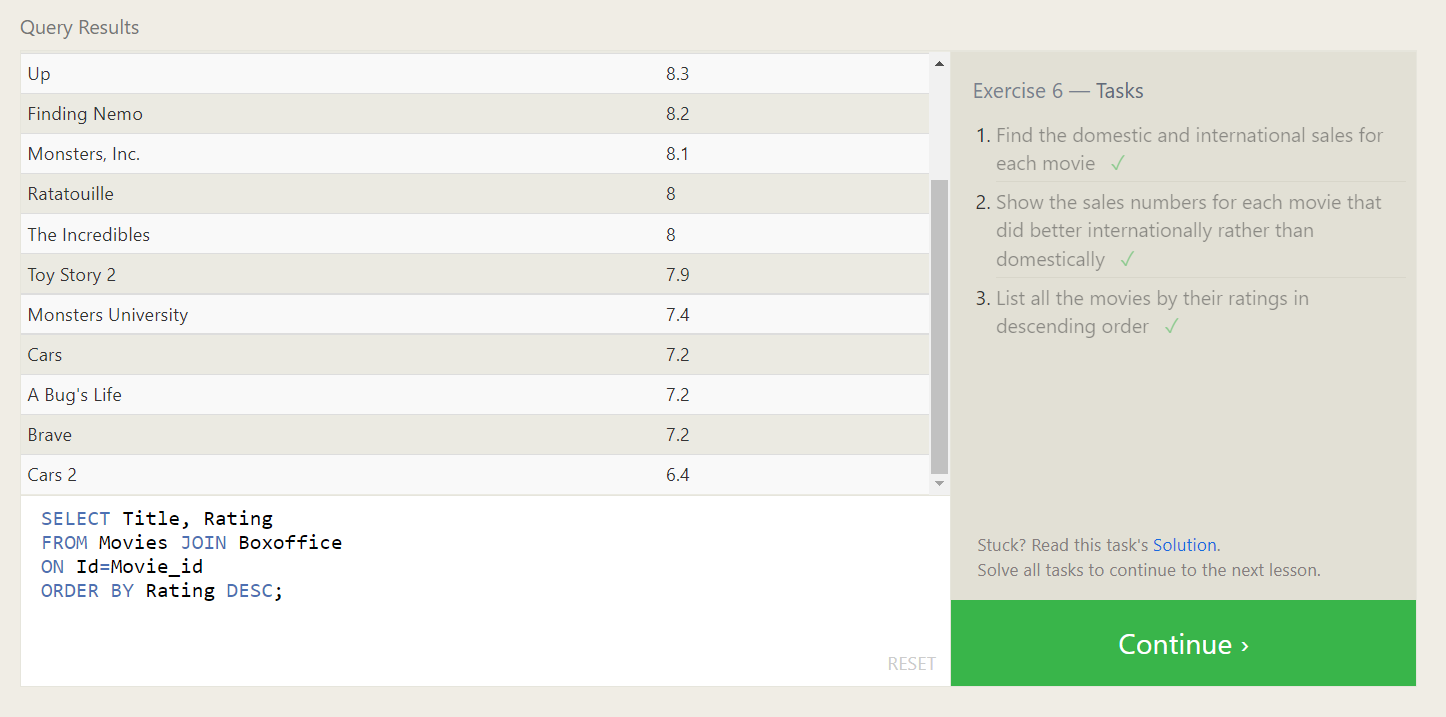 Query Results
Up 8.3
Finding Nemo 8.2
Monsters, Inc. 8.1
Ratatouille 8
The Incredibles 8
Toy Story 2 7.9
Monsters University 7.4
Cars 7.2
A Bug's Life 7.2
Brave 7.2
Cars 2 6.4
SELECT Title, Rating
FROM Movies JOIN Boxoffice
ON Id=Movie_id
ORDER BY Rating DESC;
RESET
Exercise 6 — Tasks
1. Find the domestic and international sales for
each movie ✓
2. Show the sales numbers for each movie that
did better internationally rather than
domestically ✓
3. List all the movies by their ratings in
descending order ✓
Stuck? Read this task's Solution.
Solve all tasks to continue to the next lesson.
Continue ›